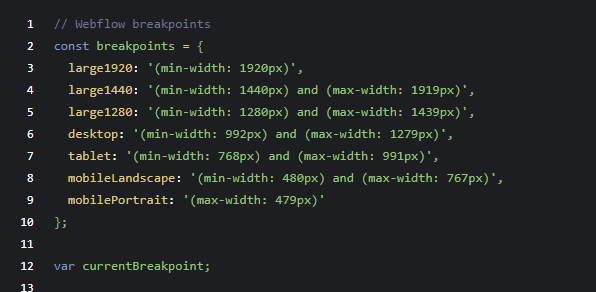 1 // Webflow breakpoints
2 const breakpoints = {
3 large1920: '(min-width: 1920px)',
4 large1440: '(min-width: 1440px) and (max-width: 1919px)',
5 large1280: '(min-width: 1280px) and (max-width: 1439px)',
6 desktop: '(min-width: 992px) and (max-width: 1279px)',
7 tablet: '(min-width: 768px) and (max-width: 991px)',
8 mobileLandscape: '(min-width: 480px) and (max-width: 767px)',
9 mobilePortrait: '(max-width: 479px)'
10 };
11
12 var currentBreakpoint;
13